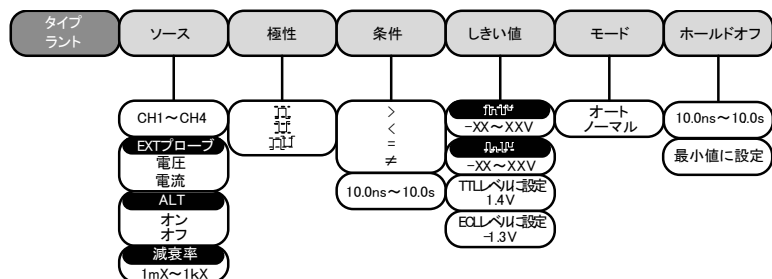 タイプ
ラント
ソース
極性
条件
しきい値
モード
ホールドオフ
CH1～CH4
EXTプローブ
電圧
電流
ALT
オン
オフ
減衰率
1mX～1kX
>
<
=
≠
10.0ns～10.0s
-XX～XXV
-XX～XXV
TTLレベルに設定
1.4V
ECLレベルに設定
-1.3V
オート
ノーマル
10.0ns～10.0s
最小値に設定